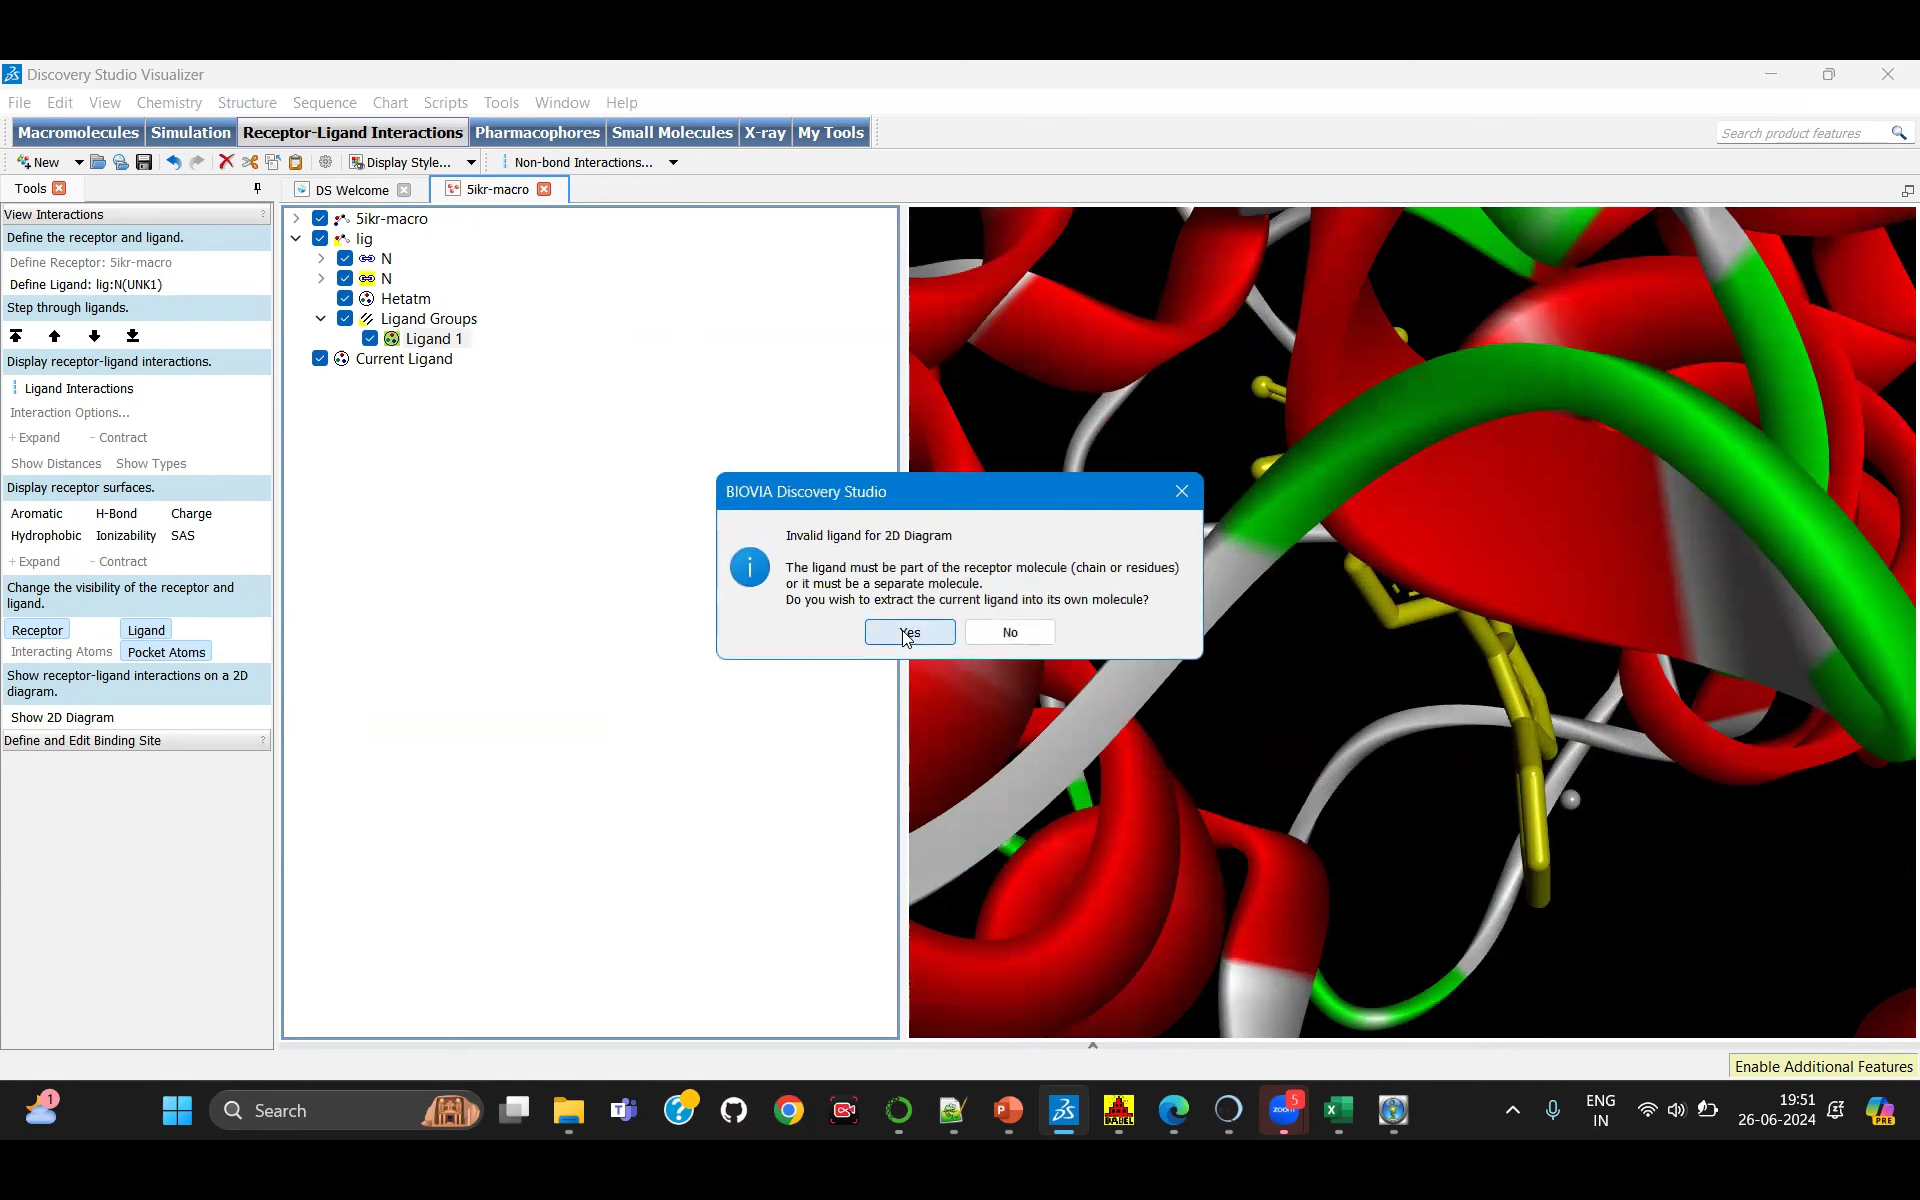 Discovery Studio Visualizer
File Edit View Chemistry Structure Sequence Chart Scripts Tools Window Help
Macromolecules Simulation Receptor-Ligand Interactions Pharmacophores Small Molecules X-ray My Tools
Search product features
New Display Style... Non-bond Interactions...
Tools
DS Welcome 5ikr-macro
View Interactions ?
Define the receptor and ligand.
Define Receptor: 5ikr-macro
Define Ligand: lig:N(UNK1)
Step through ligands.
Display receptor-ligand interactions.
Ligand Interactions
Interaction Options...
+ Expand - Contract
Show Distances Show Types
Display receptor surfaces.
Aromatic H-Bond Charge
Hydrophobic Ionizability SAS
+ Expand - Contract
Change the visibility of the receptor and
ligand.
Receptor Ligand
Interacting Atoms Pocket Atoms
Show receptor-ligand interactions on a 2D
diagram.
Show 2D Diagram
Define and Edit Binding Site ?
5ikr-macro
lig
N
N
Hetatm
Ligand Groups
Ligand 1
Current Ligand
BIOVIA Discovery Studio
Invalid ligand for 2D Diagram
The ligand must be part of the receptor molecule (chain or residues)
or it must be a separate molecule.
Do you wish to extract the current ligand into its own molecule?
Yes No
Enable Additional Features
1
Search
BABEL
zoom
5
ENG
IN
19:51
26-06-2024
PRE